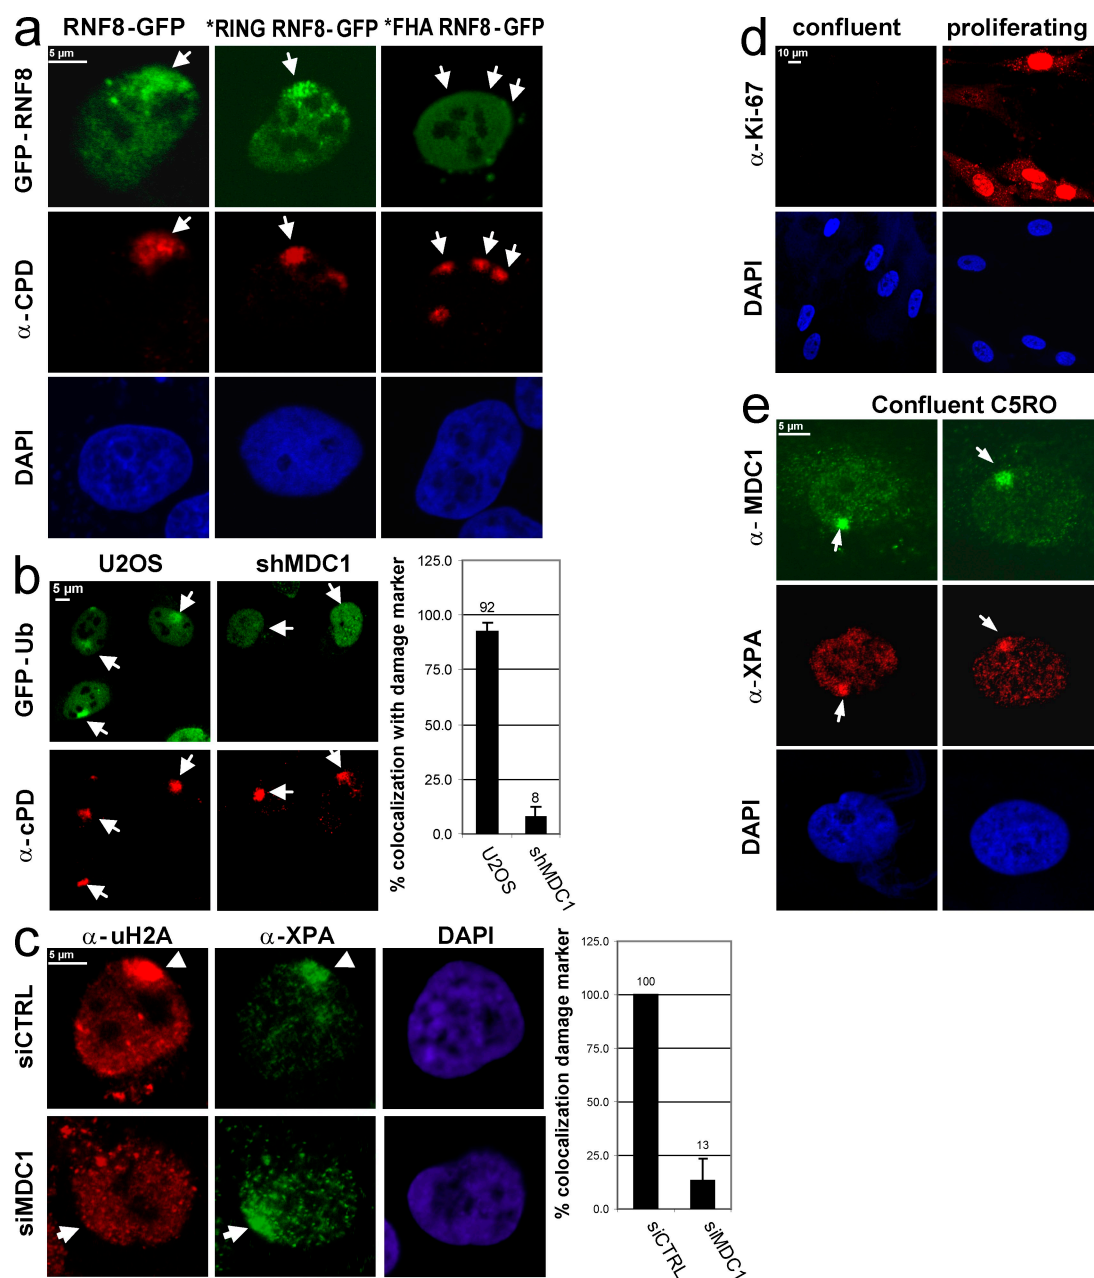 a
RNF8-GFP
*RING RNF8-GFP
*FHA RNF8-GFP
5 µm
GFP-RNF8
α-CPD
DAPI
b
U2OS
shMDC1
5 µm
GFP-Ub
α-cPD
% colocalization with damage marker
125.0
100.0
75.0
50.0
25.0
0.0
92
8
U2OS
shMDC1
c
α-uH2A
α-XPA
DAPI
5 µm
siCTRL
siMDC1
% colocalization damage marker
125.0
100.0
75.0
50.0
25.0
0.0
100
13
siCTRL
siMDC1
d
confluent
proliferating
10 µm
α-Ki-67
DAPI
e
Confluent C5RO
5 µm
α- MDC1
α-XPA
DAPI